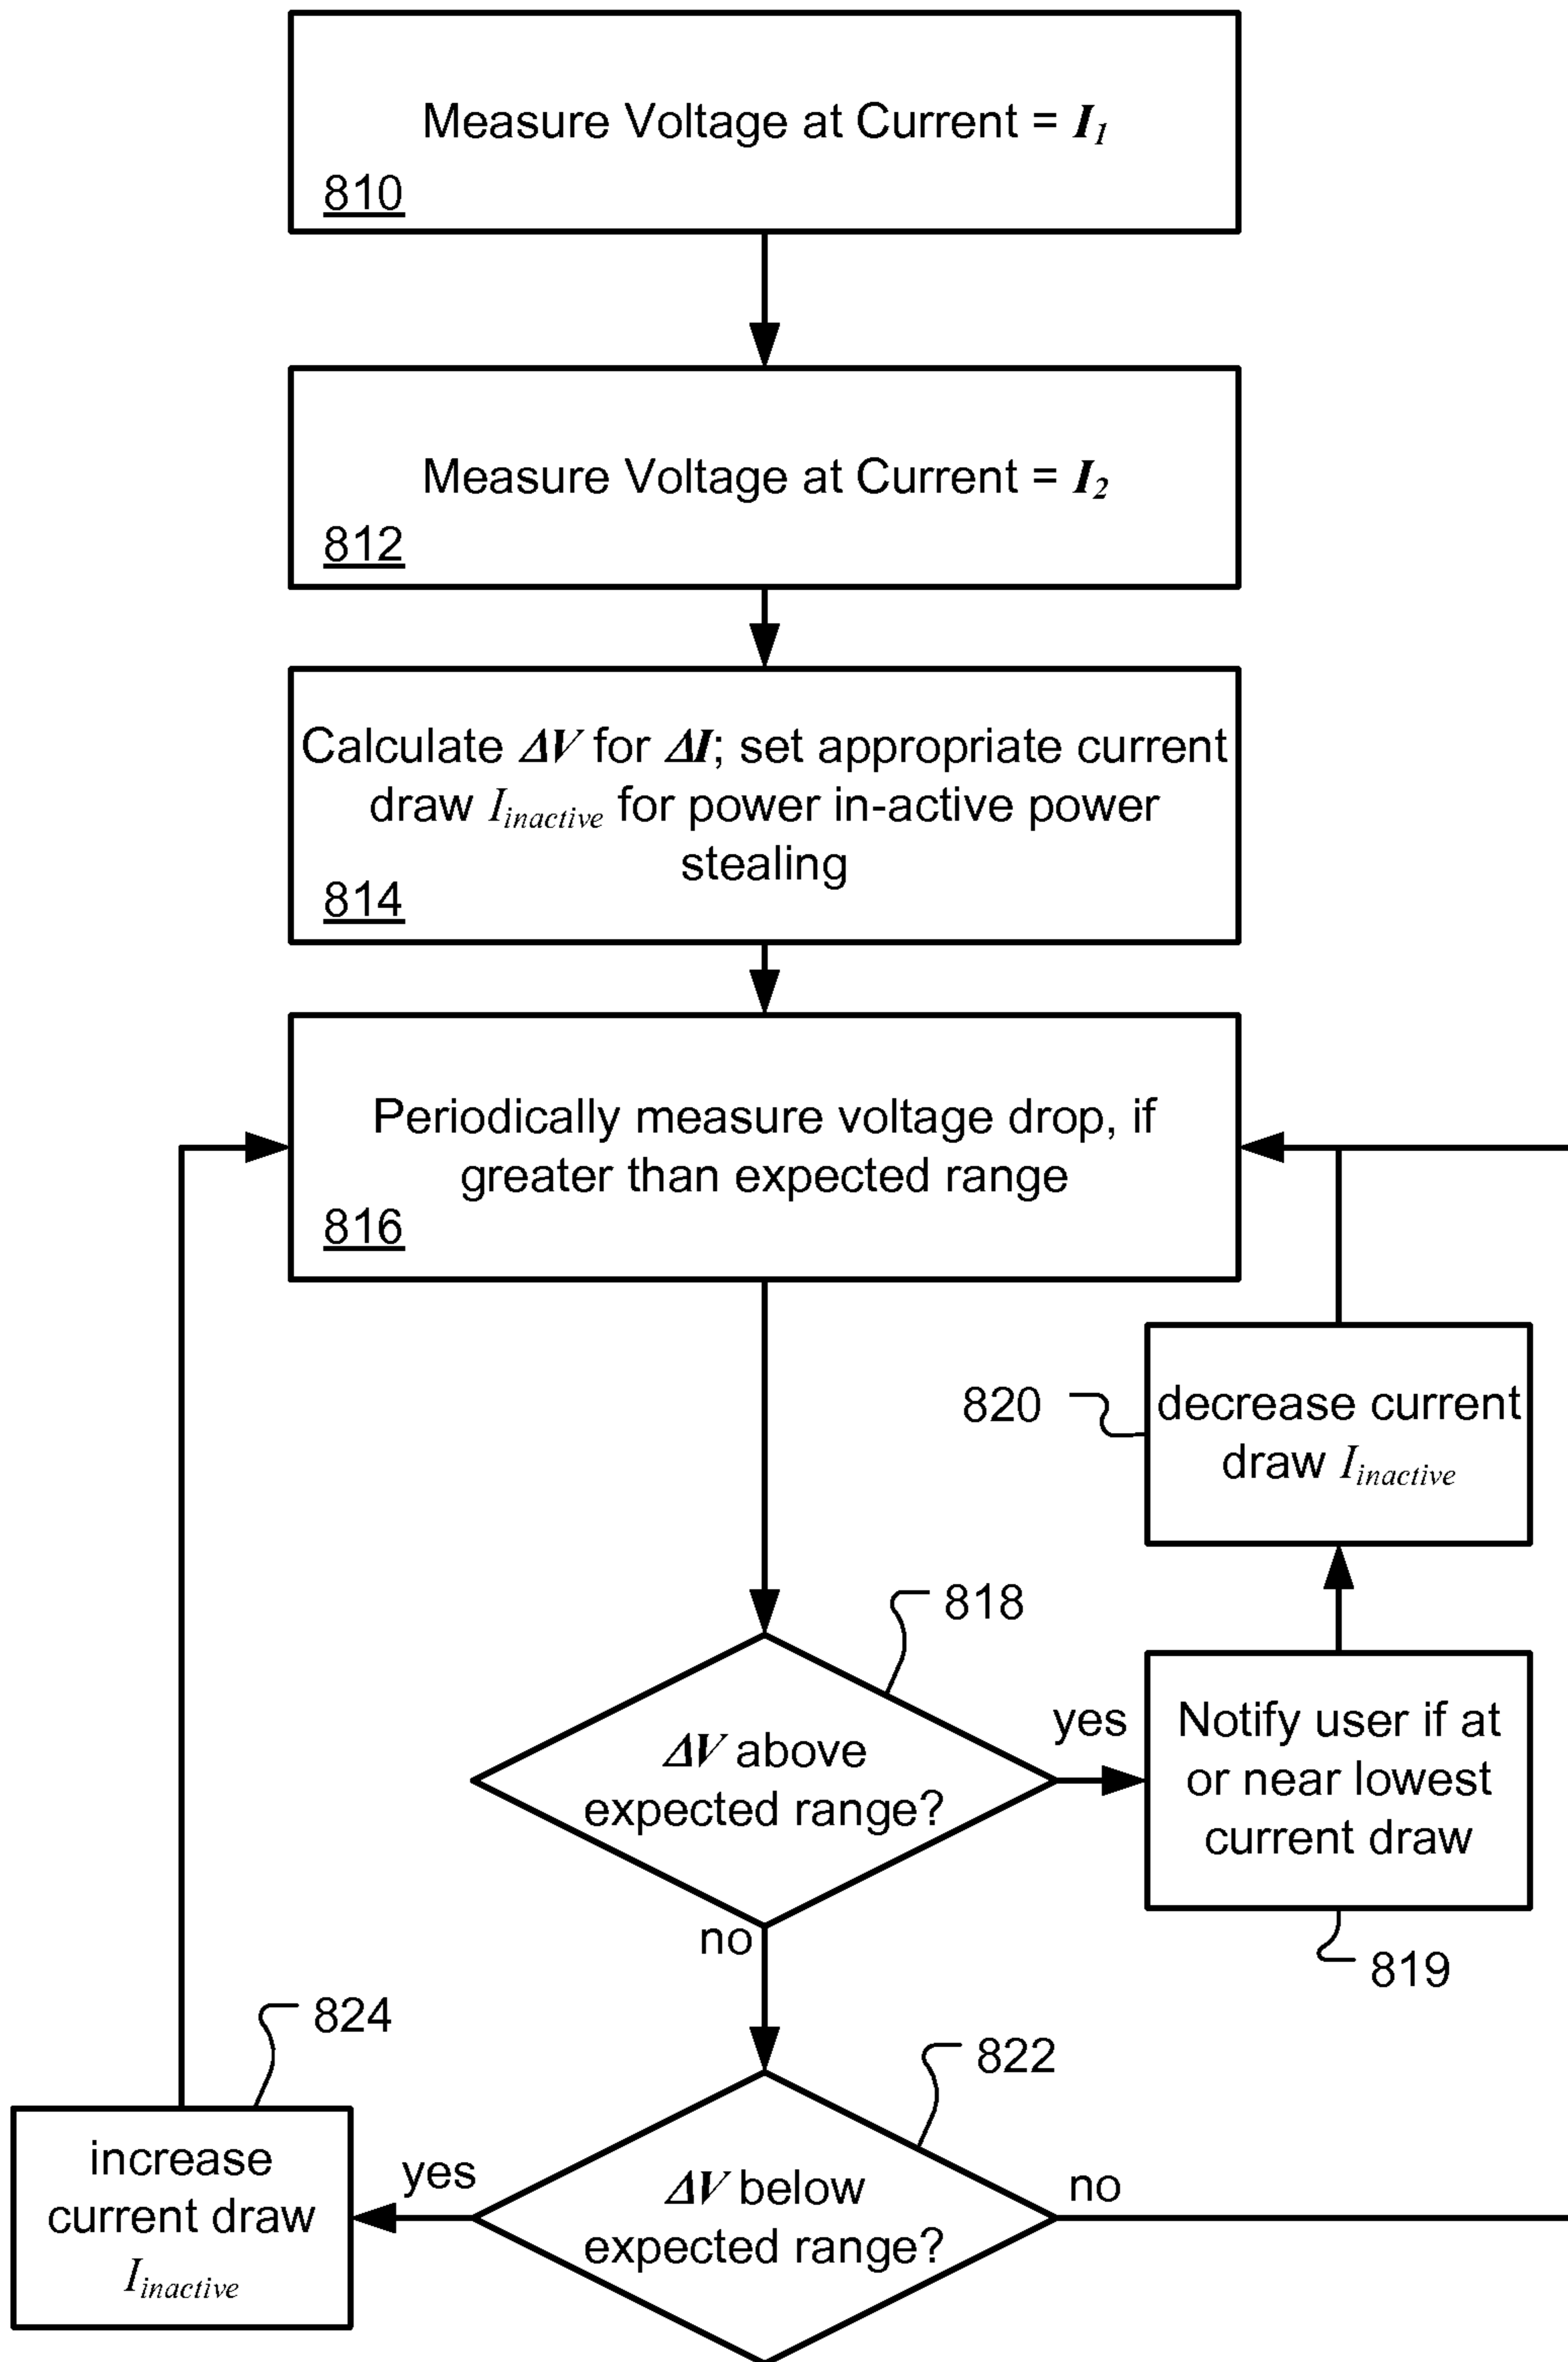 Measure Voltage at Current = I1
810
Measure Voltage at Current = I2
812
Calculate ΔV for ΔI; set appropriate current
draw Iinactive for power in-active power
stealing
814
Periodically measure voltage drop, if
greater than expected range
816
820
decrease current
draw Iinactive
818
ΔV above
expected range?
yes
Notify user if at
or near lowest
current draw
819
no
824
822
increase
current draw
Iinactive
yes
ΔV below
expected range?
no